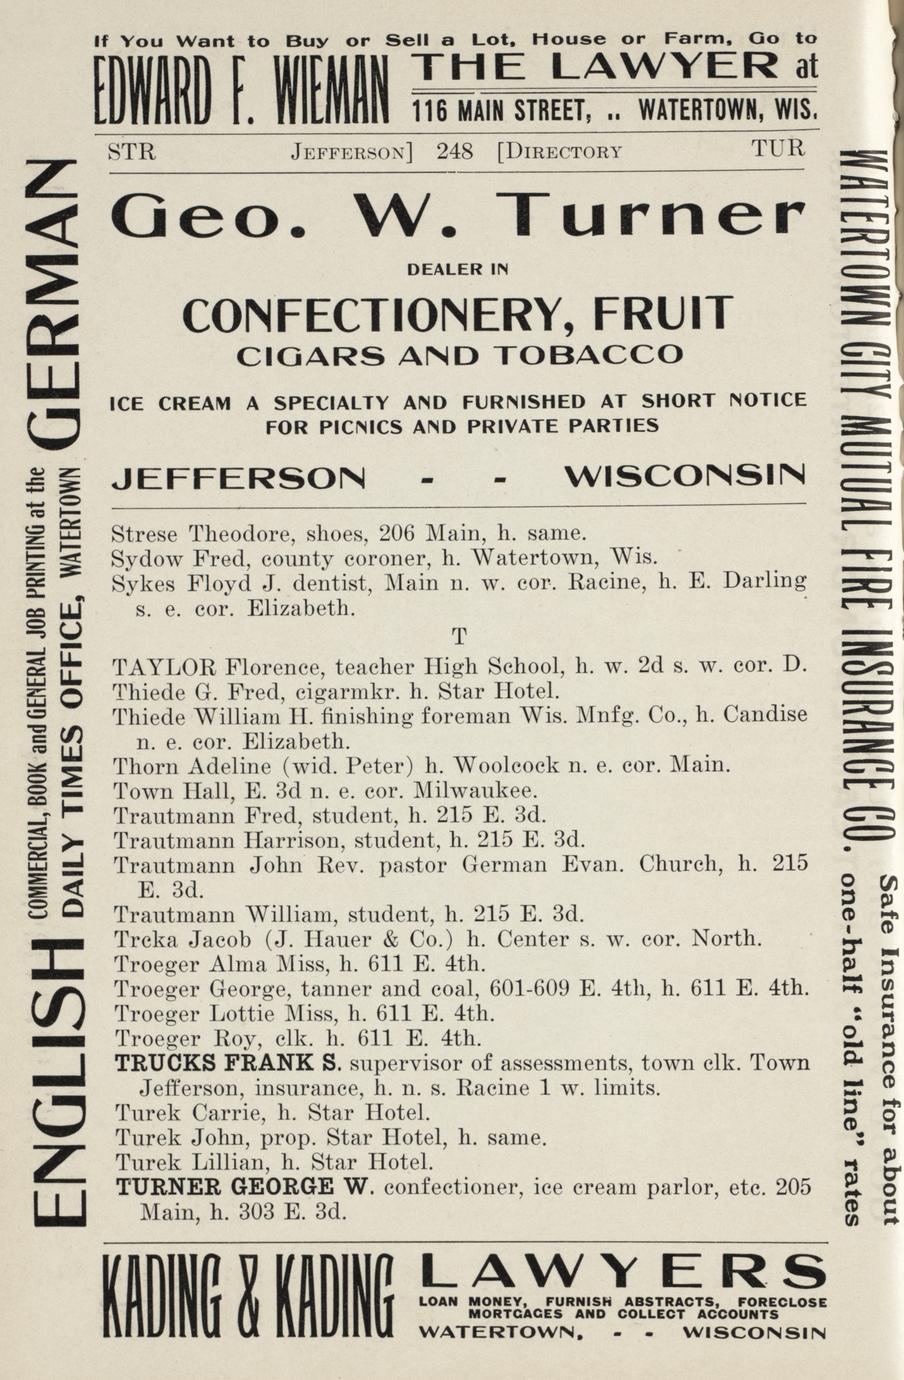 If You Want to Buy or Sell a Lot, House or Farm, Go to
EDWARD F. WIEMAN THE LAWYER at
116 MAIN STREET, .. WATERTOWN, WIS.
STR JEFFERSON] 248 [DIRECTORY TUR
Geo. W. Turner
DEALER IN
CONFECTIONERY, FRUIT
CIGARS AND TOBACCO
ICE CREAM A SPECIALTY AND FURNISHED AT SHORT NOTICE
FOR PICNICS AND PRIVATE PARTIES
JEFFERSON - - WISCONSIN
Strese Theodore, shoes, 206 Main, h. same.
Sydow Fred, county coroner, h. Watertown, Wis.
Sykes Floyd J. dentist, Main n. w. cor. Racine, h. E. Darling
s. e. cor. Elizabeth.
T
TAYLOR Florence, teacher High School, h. w. 2d s. w. cor. D.
Thiede G. Fred, cigarmkr. h. Star Hotel.
Thiede William H. finishing foreman Wis. Mnfg. Co., h. Candise
n. e. cor. Elizabeth.
Thorn Adeline (wid. Peter) h. Woolcock n. e. cor. Main.
Town Hall, E. 3d n. e. cor. Milwaukee.
Trautmann Fred, student, h. 215 E. 3d.
Trautmann Harrison, student, h. 215 E. 3d.
Trautmann John Rev. pastor German Evan. Church, h. 215
E. 3d.
Trautmann William, student, h. 215 E. 3d.
Trcka Jacob (J. Hauer & Co.) h. Center s. w. cor. North.
Troeger Alma Miss, h. 611 E. 4th.
Troeger George, tanner and coal, 601-609 E. 4th, h. 611 E. 4th.
Troeger Lottie Miss, h. 611 E. 4th.
Troeger Roy, clk. h. 611 E. 4th.
TRUCKS FRANK S. supervisor of assessments, town clk. Town
Jefferson, insurance, h. n. s. Racine 1 w. limits.
Turek Carrie, h. Star Hotel.
Turek John, prop. Star Hotel, h. same.
Turek Lillian, h. Star Hotel.
TURNER GEORGE W. confectioner, ice cream parlor, etc. 205
Main, h. 303 E. 3d.
KADING & KADING LAWYERS
LOAN MONEY, FURNISH ABSTRACTS, FORECLOSE
MORTGAGES AND COLLECT ACCOUNTS
WATERTOWN, - - WISCONSIN
ENGLISH COMMERCIAL, BOOK and GENERAL JOB PRINTING at the GERMAN
DAILY TIMES OFFICE, WATERTOWN
WATERTOWN CITY MUTUAL FIRE INSURANCE CO. Safe Insurance for about
one-half "old line" rates